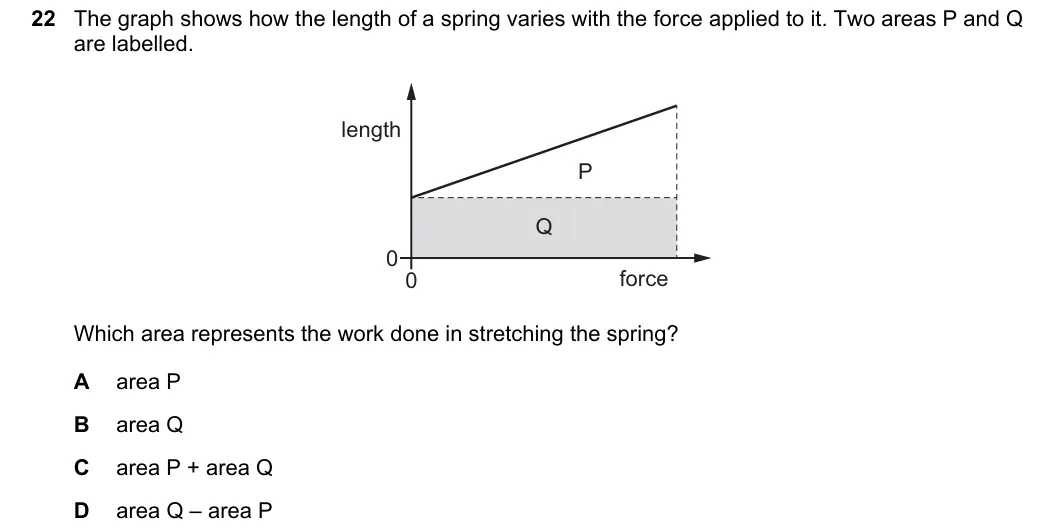 22 The graph shows how the length of a spring varies with the force applied to it. Two areas P and Q
are labelled.
length
P
Q
0
0
force
Which area represents the work done in stretching the spring?
A area P
B area Q
C area P + area Q
D area Q – area P